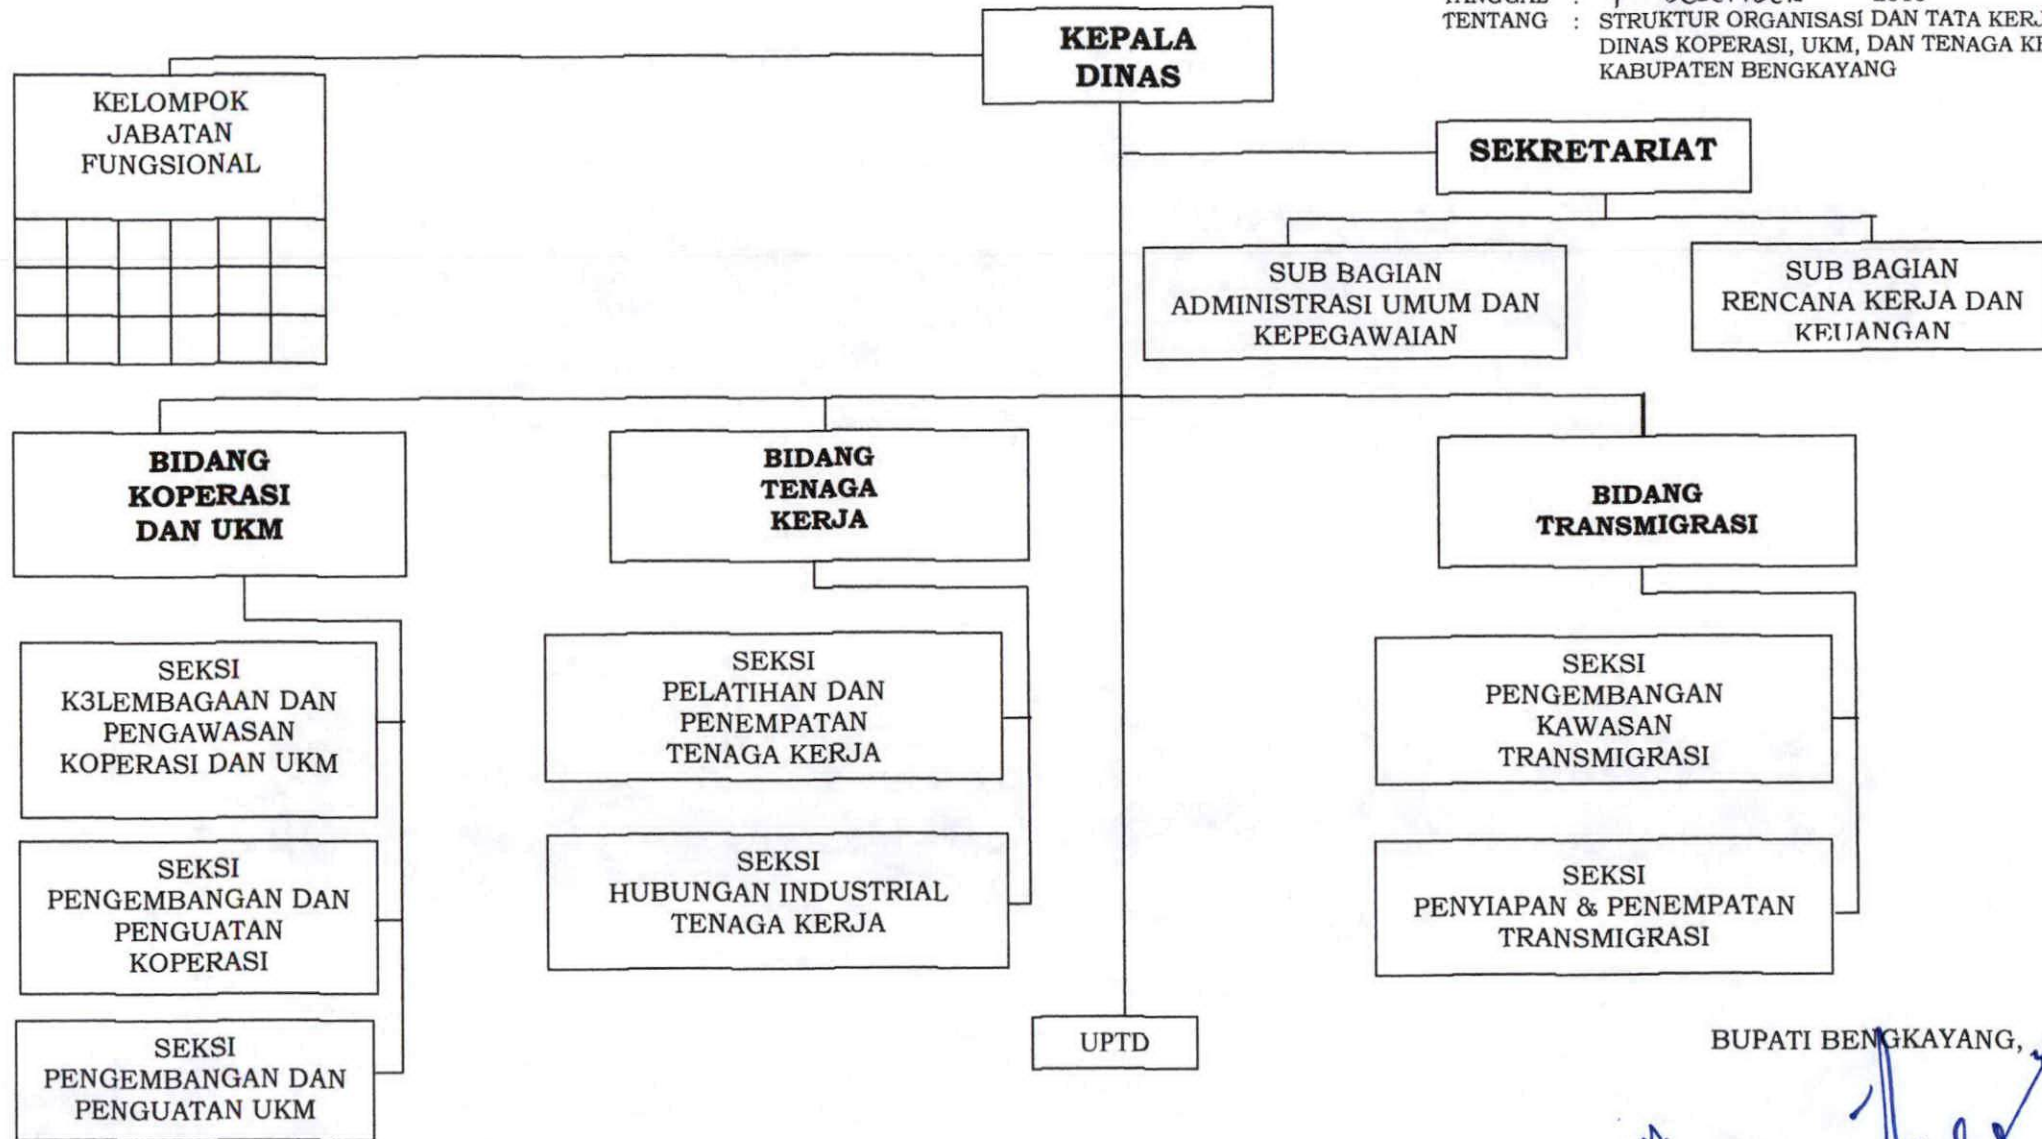 TENTANG : STRUKTUR ORGANISASI DAN TATA KERJ
DINAS KOPERASI, UKM, DAN TENAGA KE
KABUPATEN BENGKAYANG
KEPALA
DINAS
KELOMPOK
JABATAN
FUNGSIONAL
SEKRETARIAT
SUB BAGIAN
ADMINISTRASI UMUM DAN
KEPEGAWAIAN
SUB BAGIAN
RENCANA KERJA DAN
KEUANGAN
BIDANG
KOPERASI
DAN UKM
BIDANG
TENAGA
KERJA
BIDANG
TRANSMIGRASI
SEKSI
K3LEMBAGAAN DAN
PENGAWASAN
KOPERASI DAN UKM
SEKSI
PELATIHAN DAN
PENEMPATAN
TENAGA KERJA
SEKSI
PENGEMBANGAN
KAWASAN
TRANSMIGRASI
SEKSI
PENGEMBANGAN DAN
PENGUATAN
KOPERASI
SEKSI
HUBUNGAN INDUSTRIAL
TENAGA KERJA
SEKSI
PENYIAPAN & PENEMPATAN
TRANSMIGRASI
SEKSI
PENGEMBANGAN DAN
PENGUATAN UKM
UPTD
BUPATI BENGKAYANG,